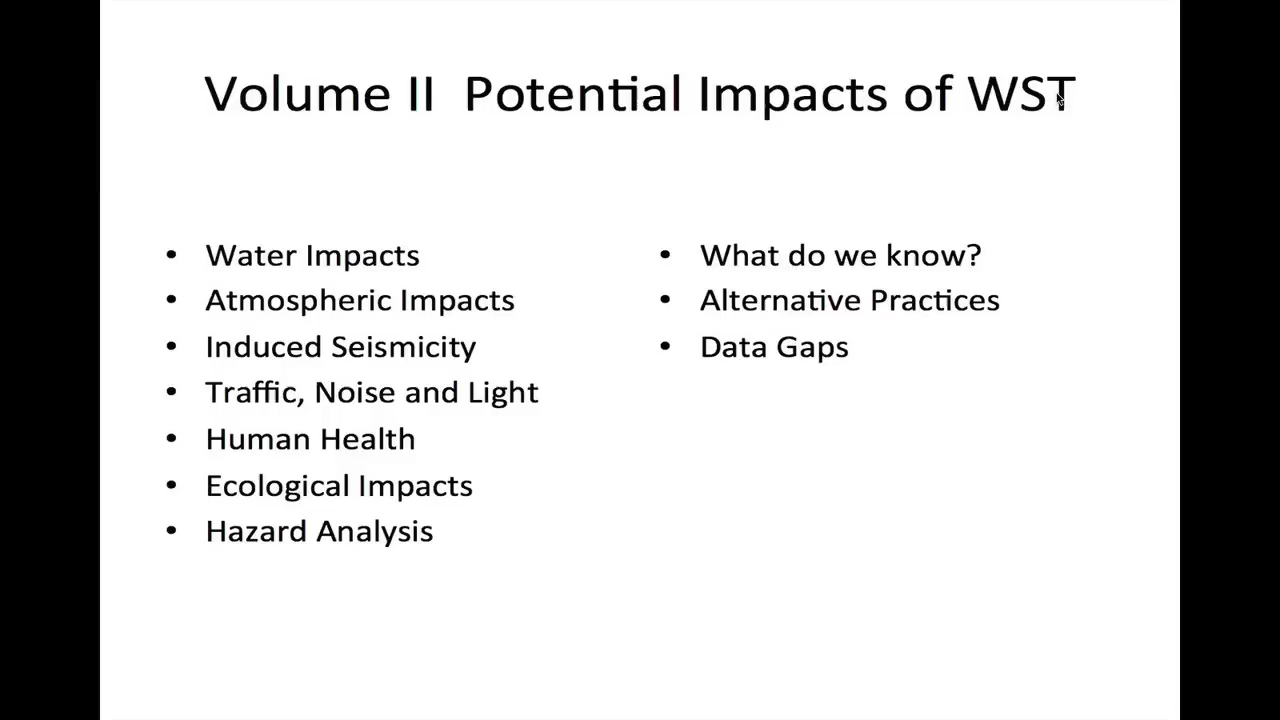 Volume II Potential Impacts of WST
• Water Impacts
• Atmospheric Impacts
• Induced Seismicity
• Traffic, Noise and Light
• Human Health
• Ecological Impacts
• Hazard Analysis
• What do we know?
• Alternative Practices
• Data Gaps